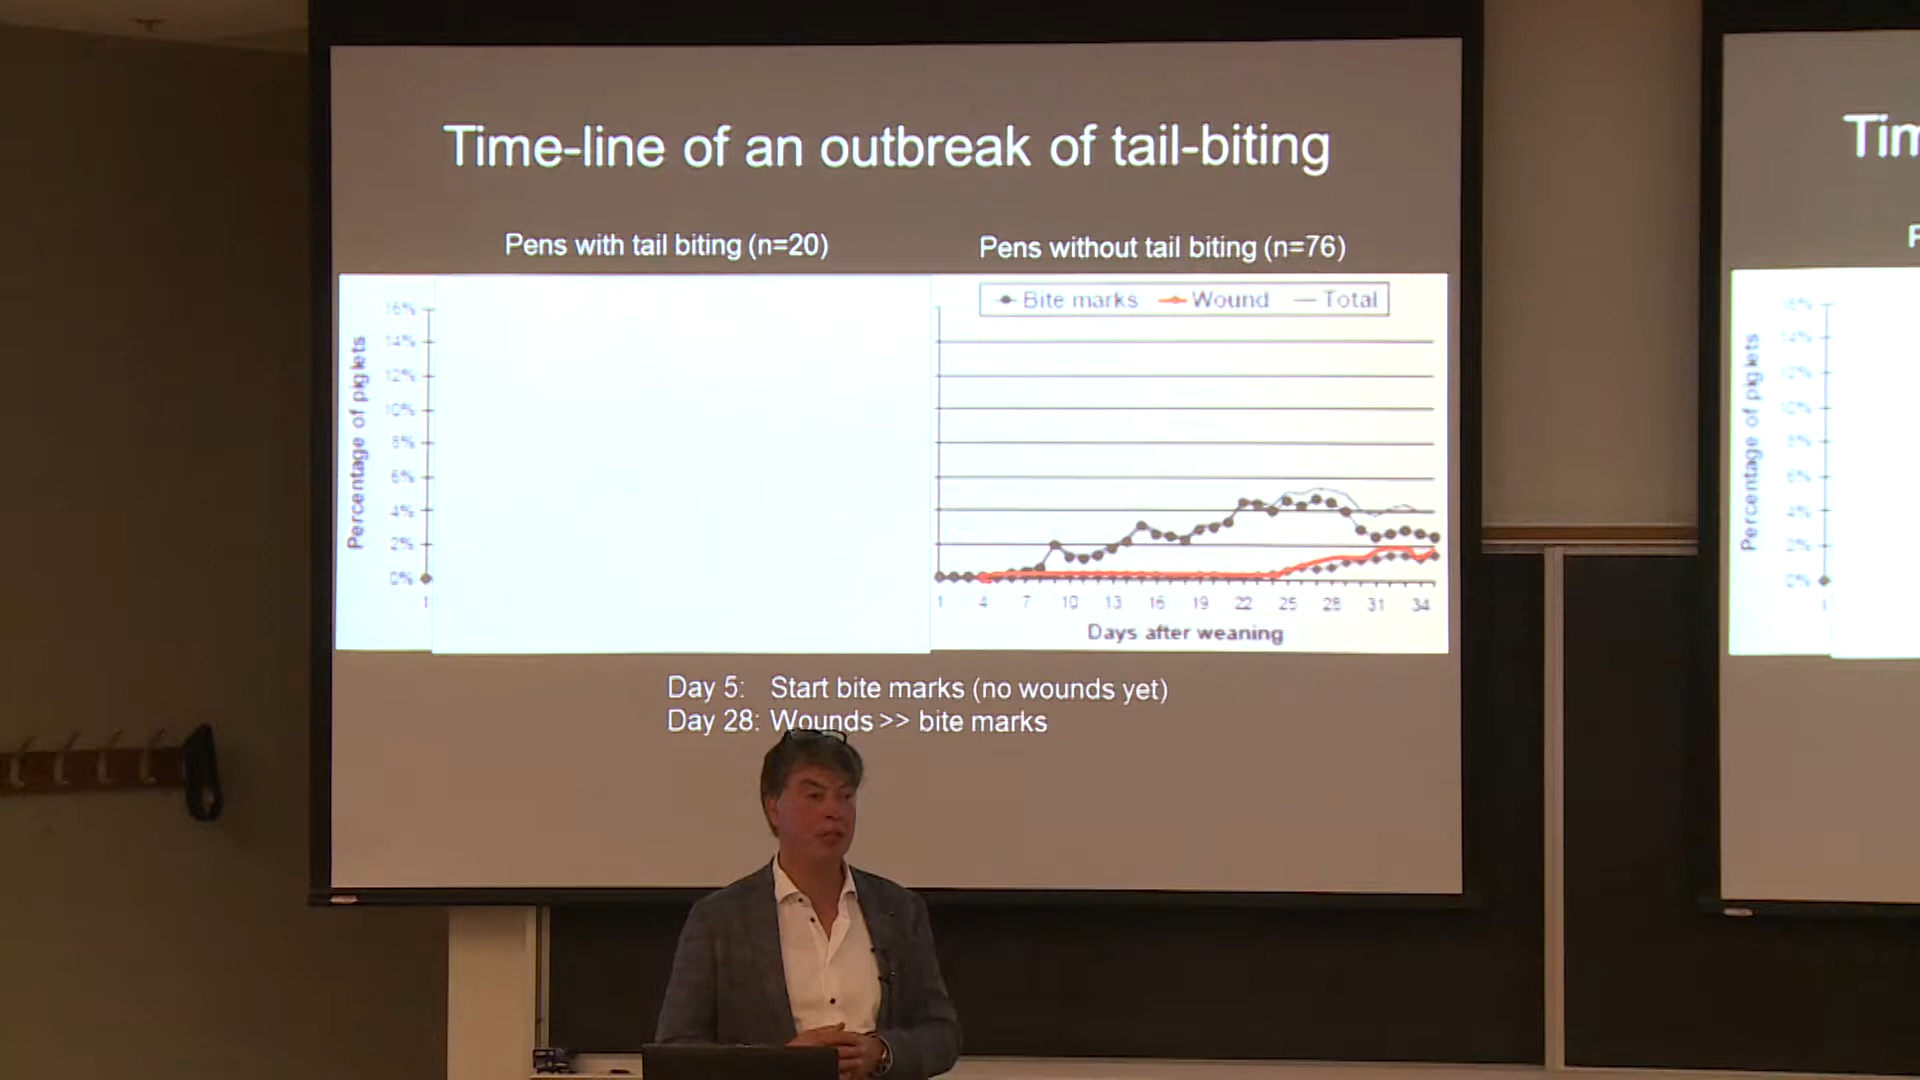 Time-line of an outbreak of tail-biting
Pens with tail biting (n=20)
Pens without tail biting (n=76)
Bite marks Wound Total
Percentage of piglets
16%
14%
12%
10%
8%
6%
4%
2%
0%
1
1 4 7 10 13 16 19 22 25 28 31 34
Days after weaning
Day 5: Start bite marks (no wounds yet)
Day 28: Wounds >> bite marks
Tim
P
Percentage of piglets